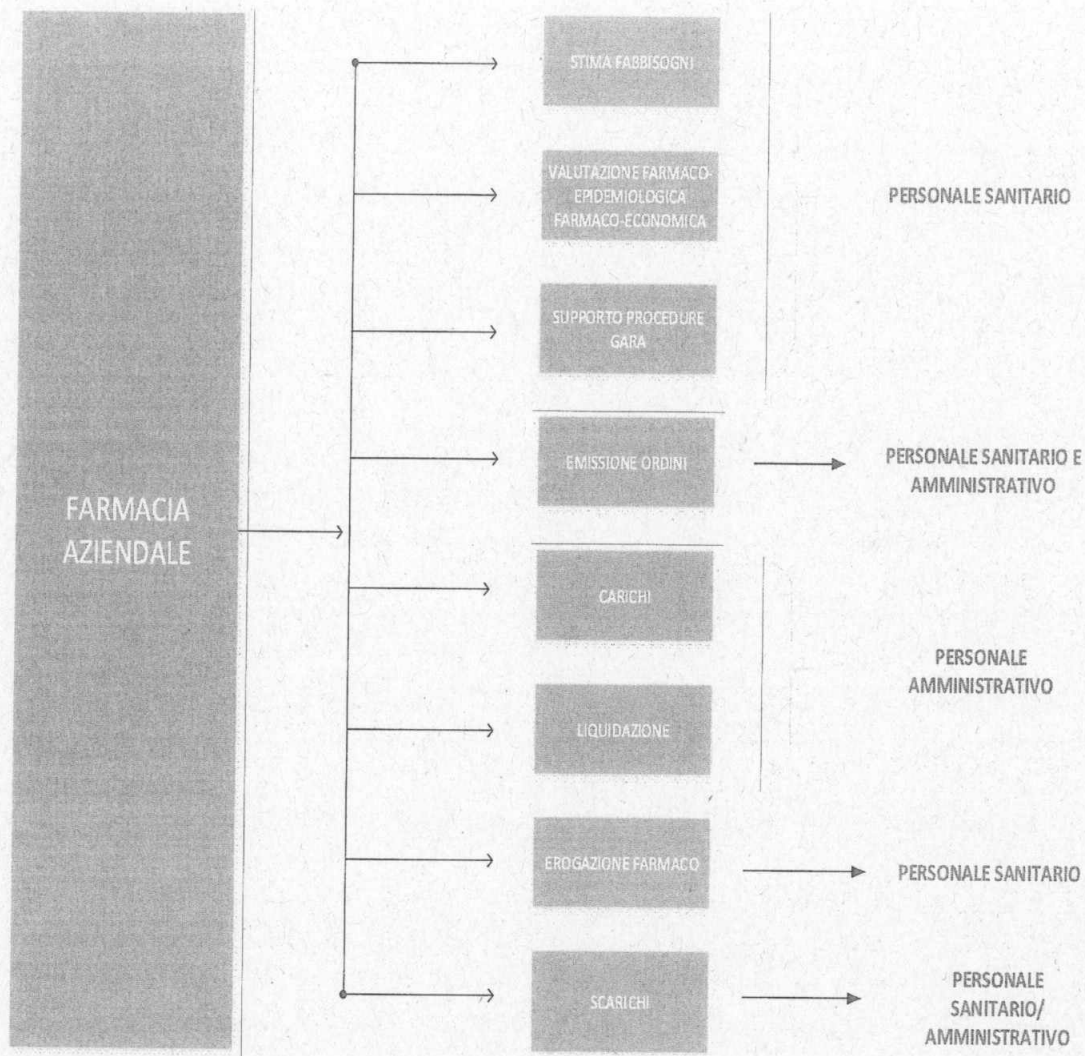 FARMACIA
AZIENDALE
STIMA FABBISOGNI
VALUTAZIONE FARMACO-
EPIDEMIOLOGICA
FARMACO-ECONOMICA
SUPPORTO PROCEDURE
GARA
PERSONALE SANITARIO
EMISSIONE ORDINI
PERSONALE SANITARIO E
AMMINISTRATIVO
CARICHI
LIQUIDAZIONE
PERSONALE
AMMINISTRATIVO
EROGAZIONE FARMACO
PERSONALE SANITARIO
SCARICHI
PERSONALE
SANITARIO/
AMMINISTRATIVO